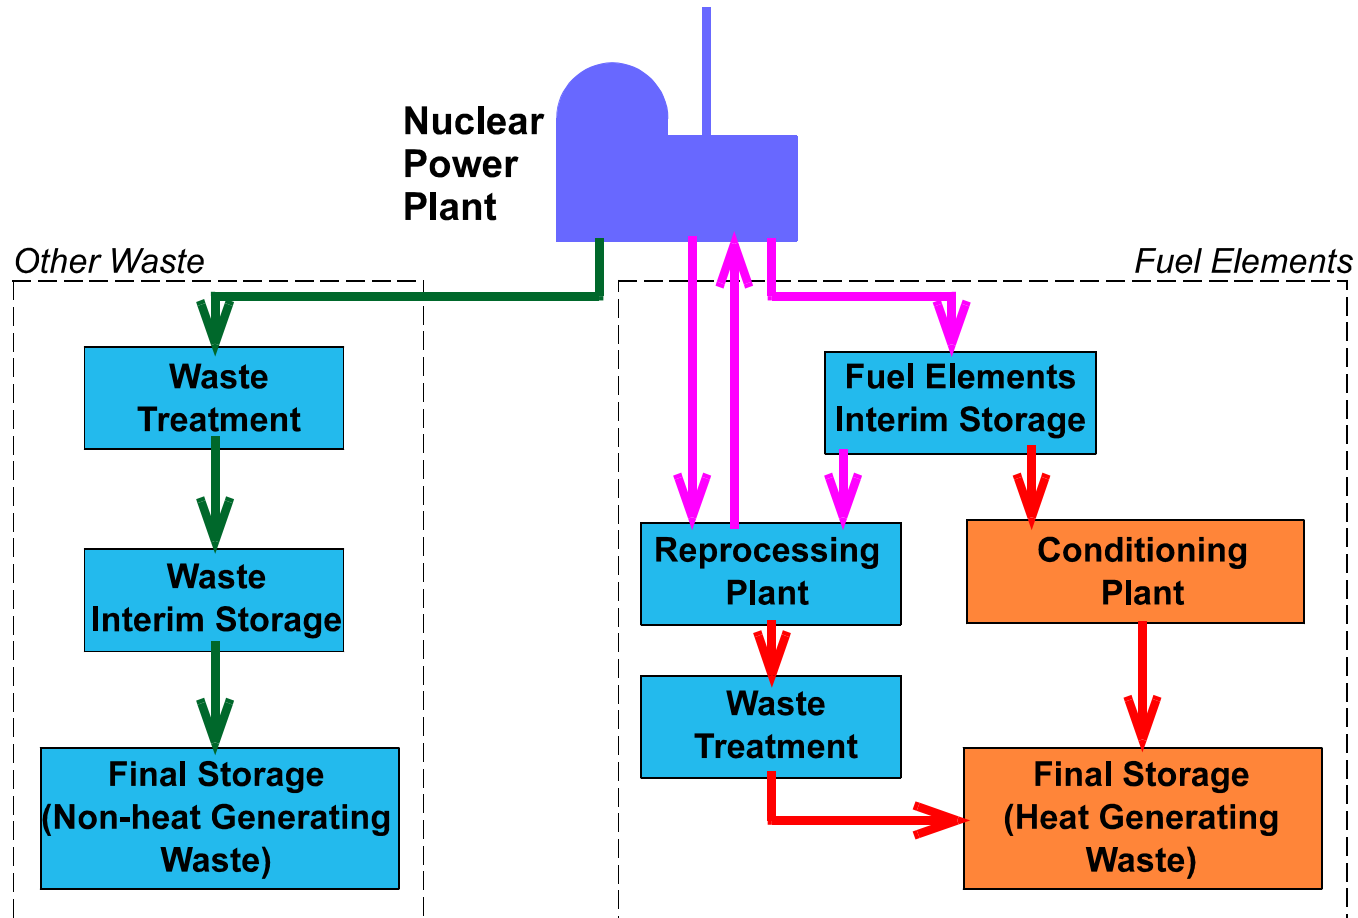 Nuclear
Power
Plant
Other Waste
Fuel Elements
Waste
Treatment
Fuel Elements
Interim Storage
Waste
Interim Storage
Reprocessing
Plant
Conditioning
Plant
Waste
Treatment
Final Storage
(Non-heat Generating
Waste)
Final Storage
(Heat Generating
Waste)